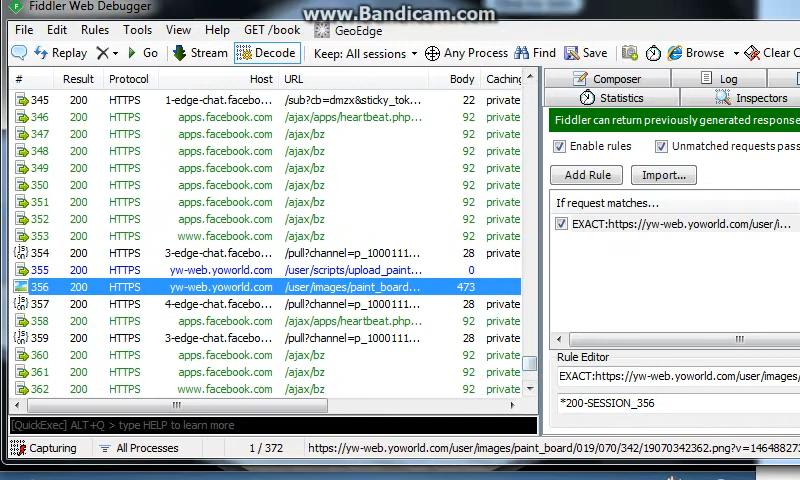 Fiddler Web Debugger
www.Bandicam.com
File Edit Rules Tools View Help GET /book GeoEdge
Replay Go Stream Decode Keep: All sessions Any Process Find Save Browse Clear C
# Result Protocol Host URL Body Caching
345 200 HTTPS 1-edge-chat.facebo... /sub?cb=dmzx&sticky_tok... 22 private
346 200 HTTPS apps.facebook.com /ajax/apps/heartbeat.php... 92 private
347 200 HTTPS apps.facebook.com /ajax/bz 92 private
348 200 HTTPS apps.facebook.com /ajax/bz 92 private
349 200 HTTPS apps.facebook.com /ajax/bz 92 private
350 200 HTTPS apps.facebook.com /ajax/bz 92 private
351 200 HTTPS apps.facebook.com /ajax/bz 92 private
352 200 HTTPS apps.facebook.com /ajax/bz 92 private
353 200 HTTPS www.facebook.com /ajax/bz 92 private
354 200 HTTPS 3-edge-chat.facebo... /pull?channel=p_1000111... 28 private
355 200 HTTPS yw-web.yoworld.com /user/scripts/upload_paint... 0
356 200 HTTPS yw-web.yoworld.com /user/images/paint_board... 473
357 200 HTTPS 4-edge-chat.facebo... /pull?channel=p_1000111... 28 private
358 200 HTTPS apps.facebook.com /ajax/apps/heartbeat.php... 92 private
359 200 HTTPS 3-edge-chat.facebo... /pull?channel=p_1000111... 28 private
360 200 HTTPS apps.facebook.com /ajax/bz 92 private
361 200 HTTPS apps.facebook.com /ajax/bz 92 private
362 200 HTTPS www.facebook.com /ajax/bz 92 private
[QuickExec] ALT+Q > type HELP to learn more
Capturing All Processes 1 / 372 https://yw-web.yoworld.com/user/images/paint_board/019/070/342/19070342362.png?v=146488273
Composer Log
Statistics Inspectors
Fiddler can return previously generated response
Enable rules Unmatched requests pass
Add Rule Import...
If request matches...
EXACT:https://yw-web.yoworld.com/user/i...
Rule Editor
EXACT:https://yw-web.yoworld.com/user/images/
*200-SESSION_356